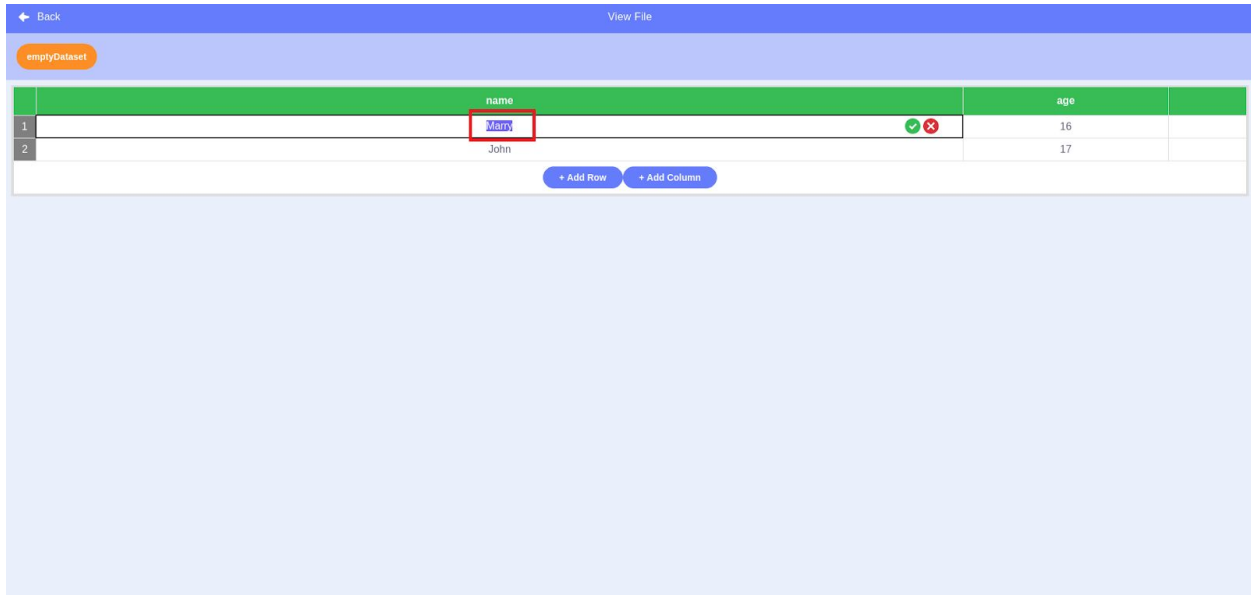 Back View File
emptyDataset
name age
1 Marry 16
2 John 17
+ Add Row + Add Column